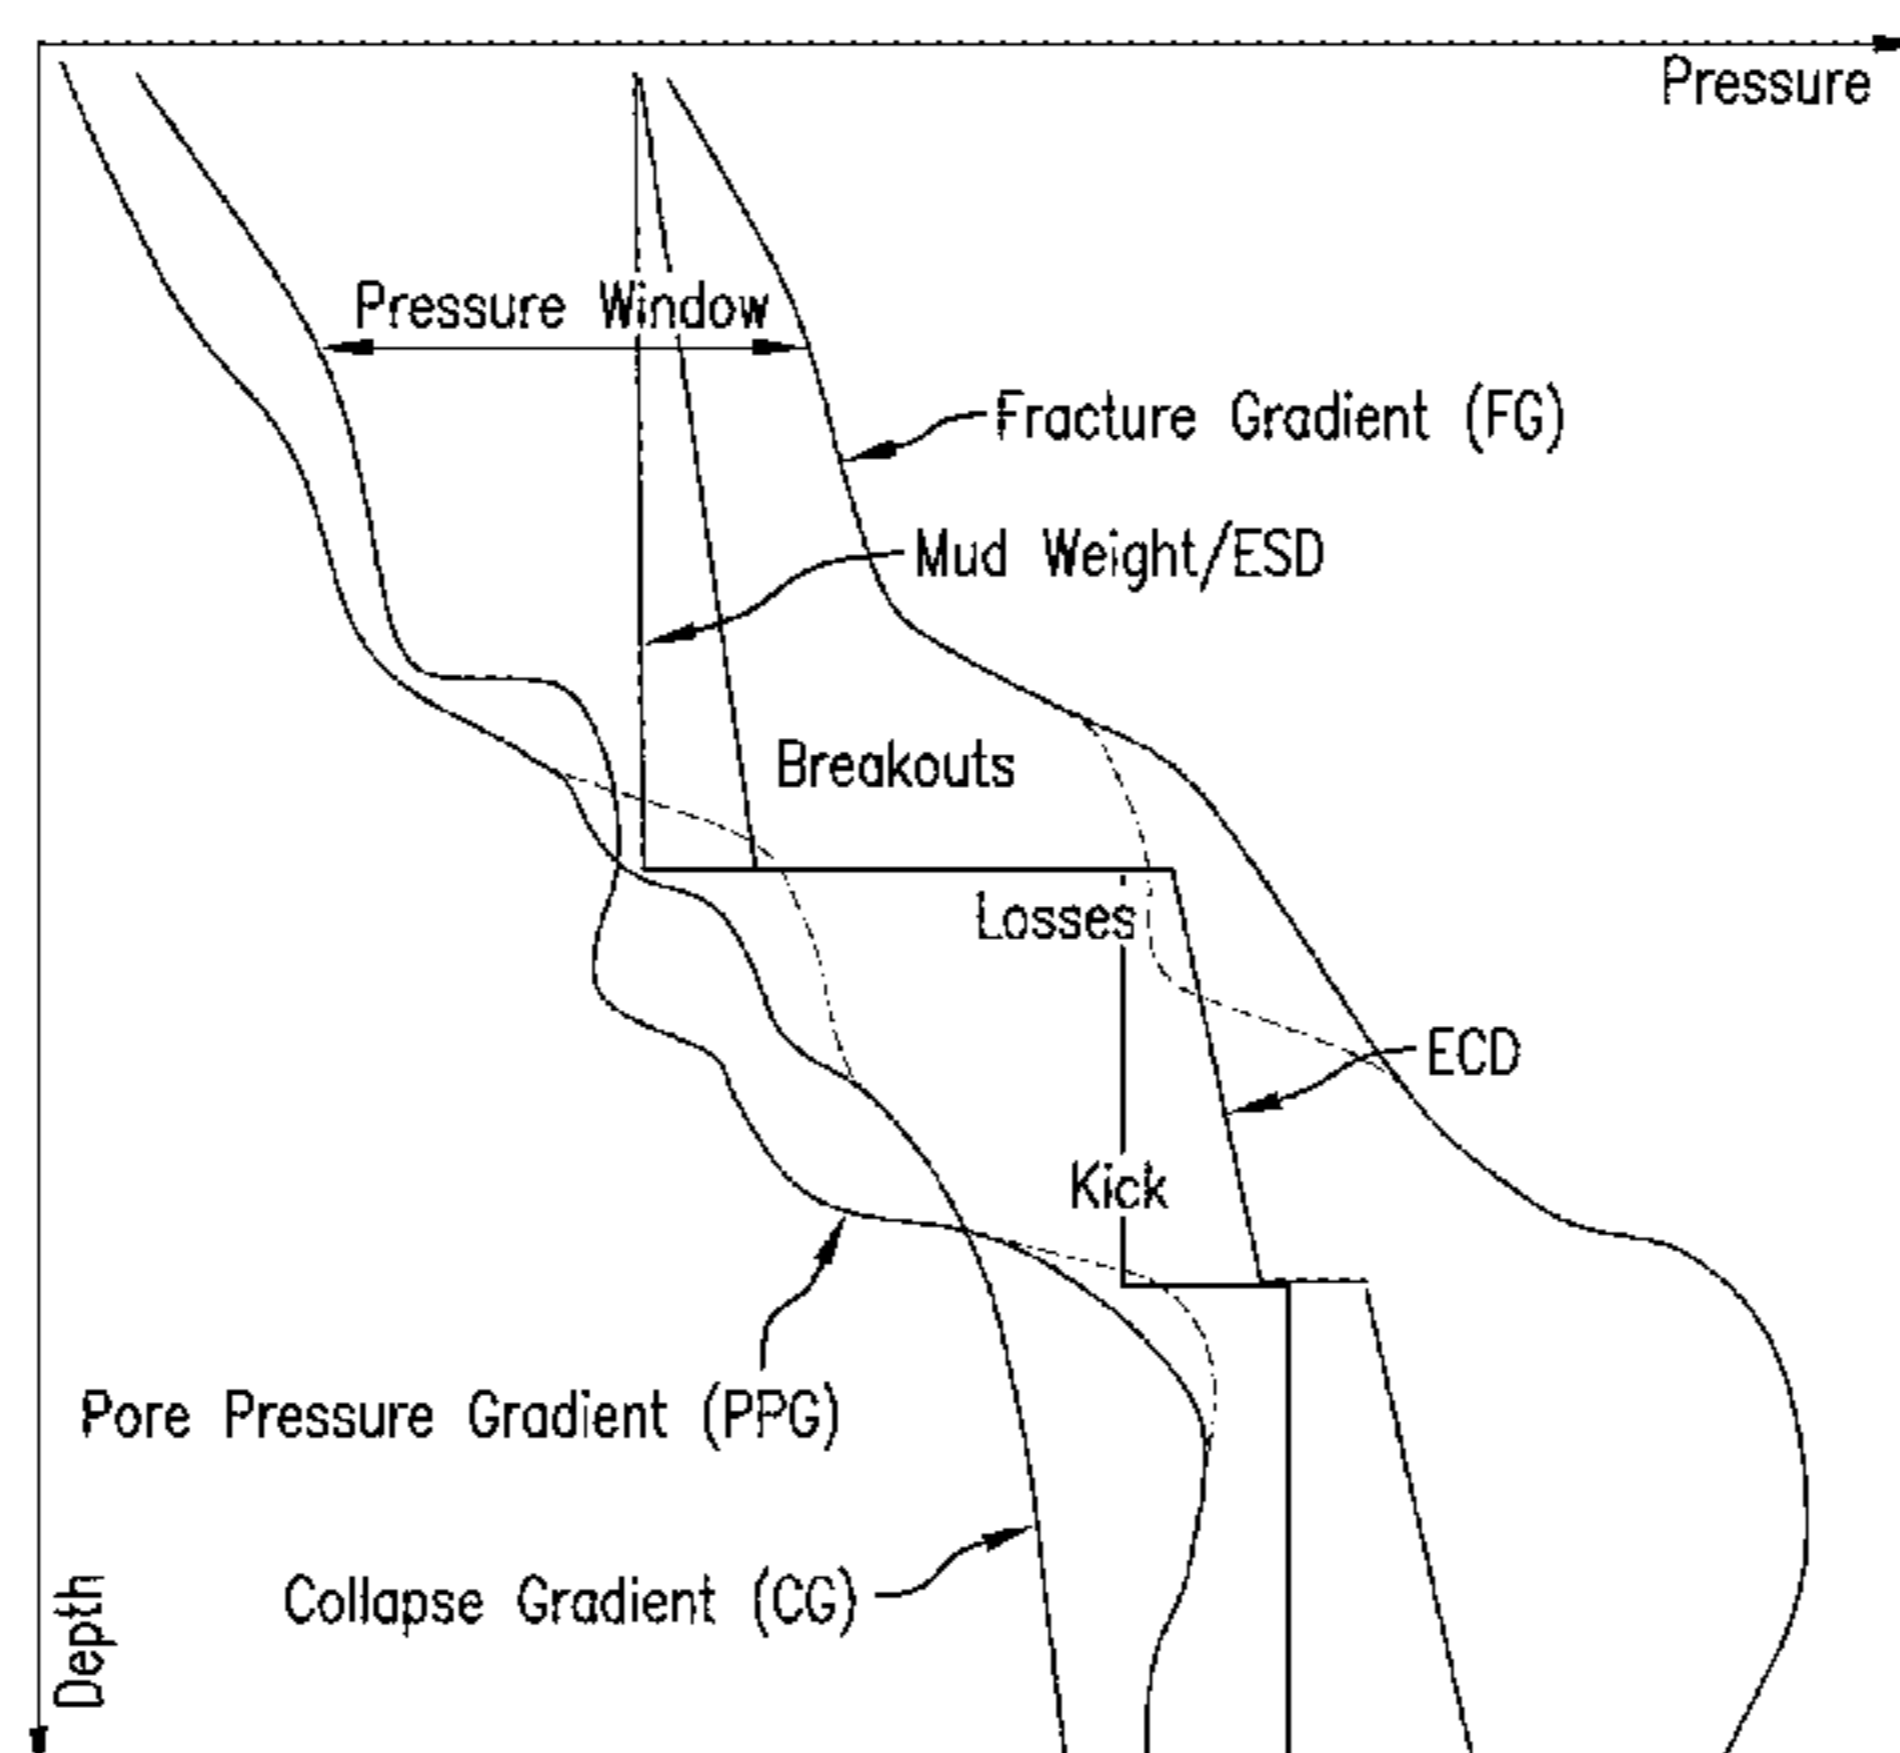 Pressure
Pressure Window
Fracture Gradient (FG)
Mud Weight/ESD
Breakouts
Losses
ECD
Kick
Pore Pressure Gradient (PPG)
Collapse Gradient (CG)
Depth